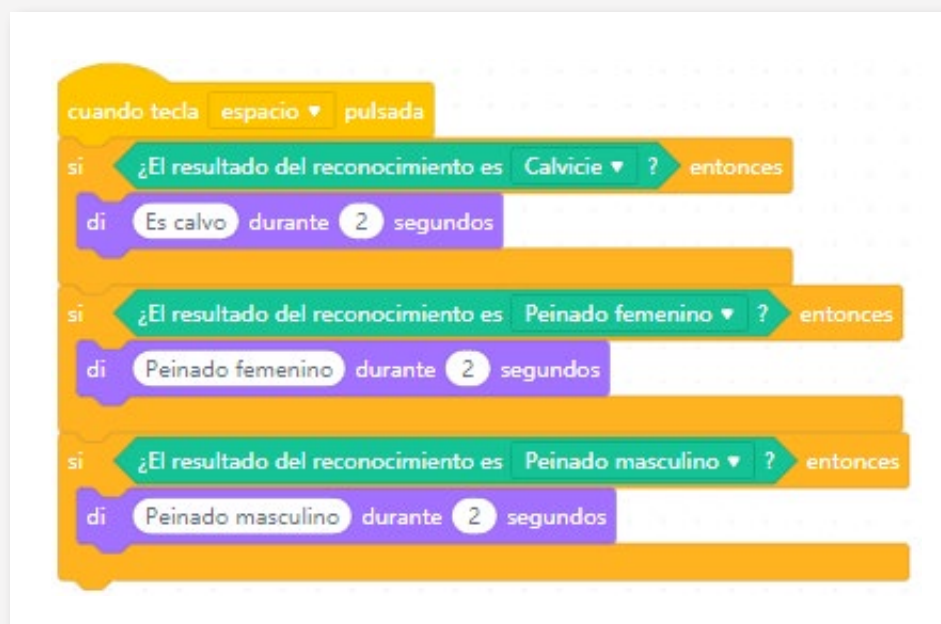 cuando tecla espacio ▾ pulsada
si ¿El resultado del reconocimiento es Calvicie ▾ ? entonces
di Es calvo durante 2 segundos
si ¿El resultado del reconocimiento es Peinado femenino ▾ ? entonces
di Peinado femenino durante 2 segundos
si ¿El resultado del reconocimiento es Peinado masculino ▾ ? entonces
di Peinado masculino durante 2 segundos